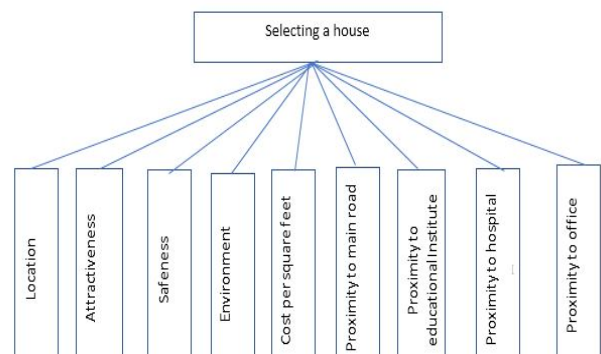 Selecting a house
Location
Attractiveness
Safeness
Environment
Cost per square feet
Proximity to main road
Proximity to
educational Institute
Proximity to hospital
Proximity to office